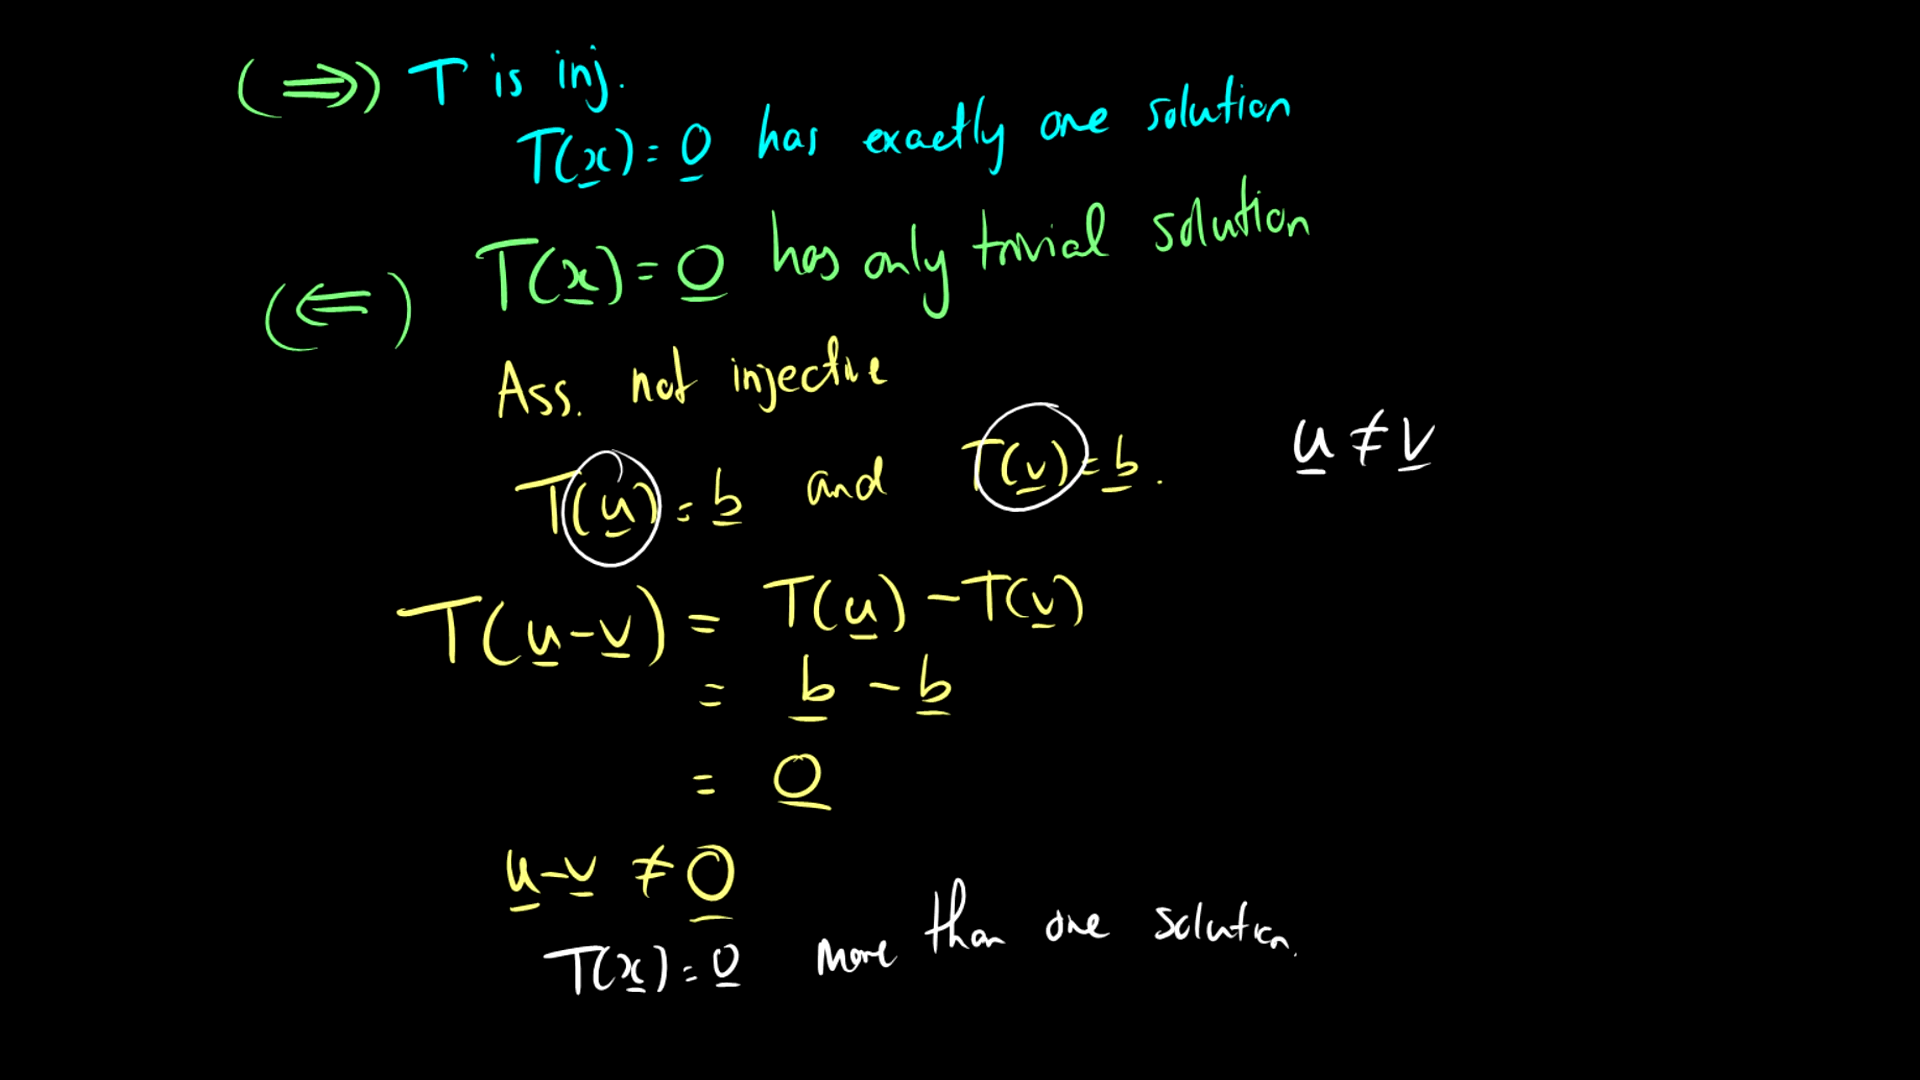 (⇒) T is inj.
T(x) = 0 has exactly one solution
(⇐) T(x) = 0 has only trivial solution
Ass. not injective
T(u) = b and T(v) = b. u ≠ v
T(u-v) = T(u) - T(v)
= b - b
= 0
u-v ≠ 0
T(x) = 0 more than one solution.